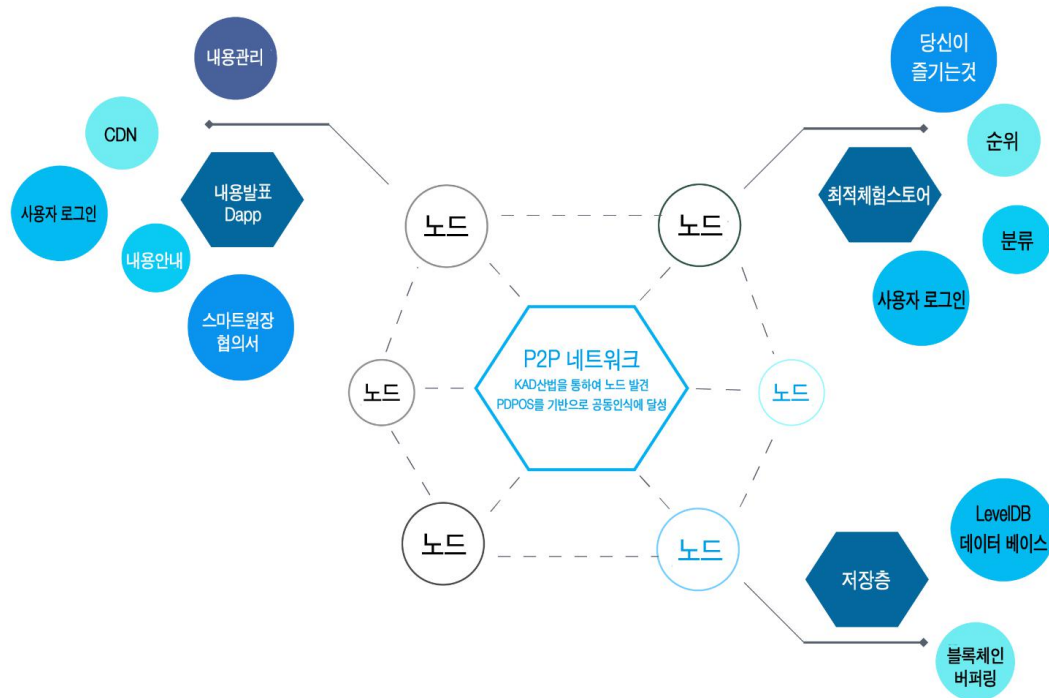 내용관리
CDN
사용자 로그인
내용발표
Dapp
내용안내
스마트원장
협의서
당신이
즐기는것
순위
최적체험스토어
분류
사용자 로그인
노드
노드
P2P 네트워크
KAD산법을 통하여 노드 발견
PDPOS를 기반으로 공동인식에 달성
노드
노드
노드
노드
LevelDB
데이터 베이스
저장층
블록체인
버퍼링